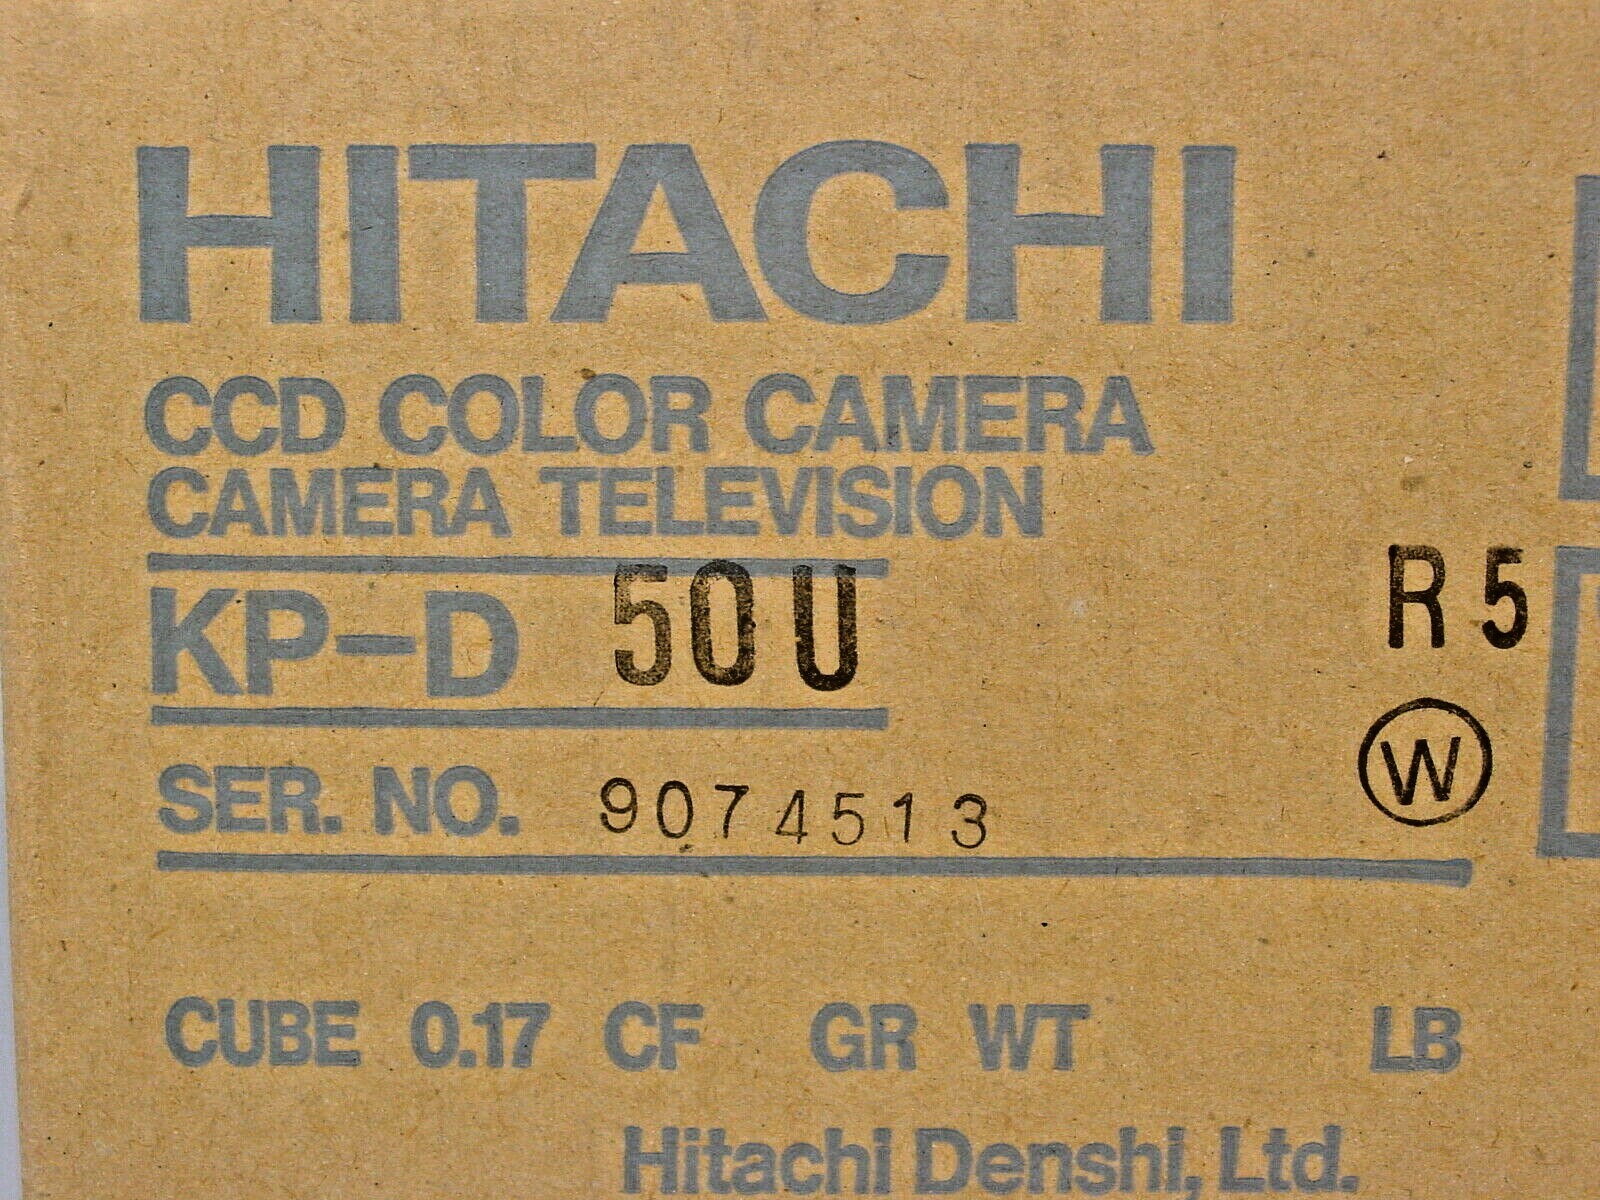 HITACHI
CCD COLOR CAMERA
CAMERA TELEVISION
KP-D 50U R5
W
SER. NO. 9074513
CUBE 0.17 CF GR WT LB
Hitachi Denshi, Ltd.